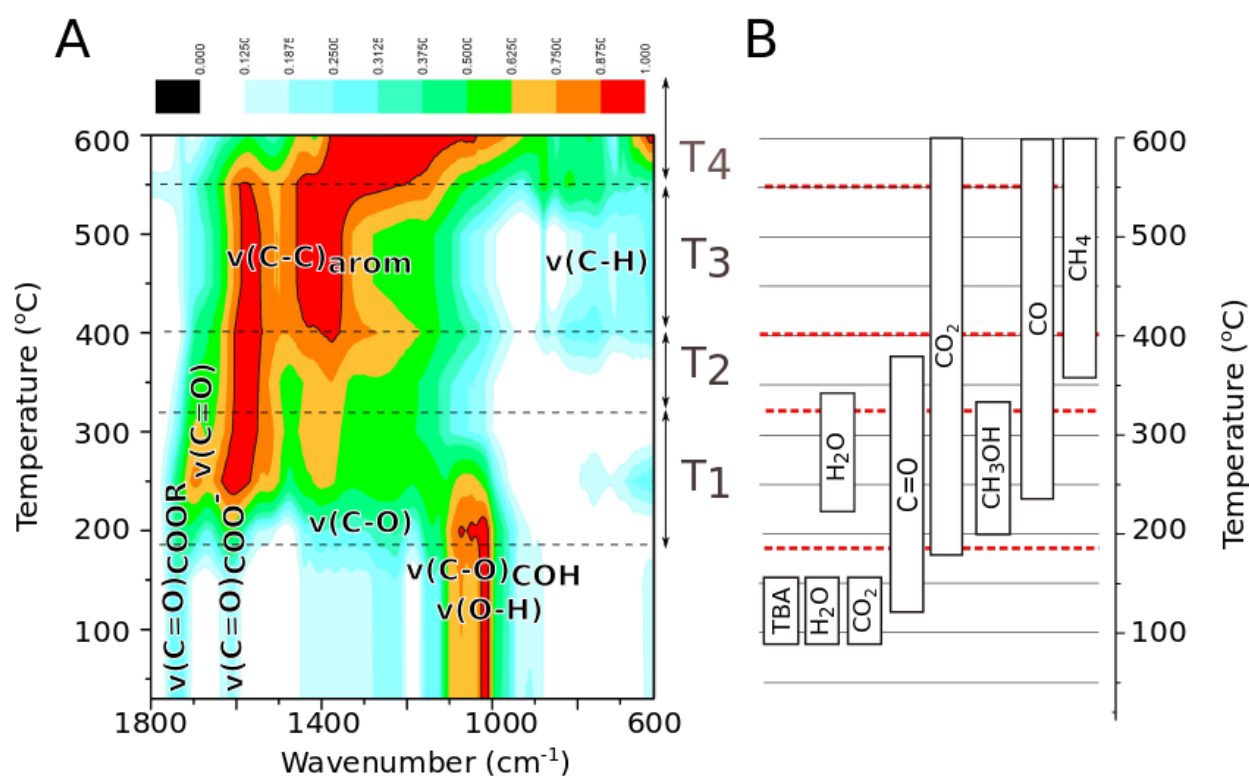 A
B
0.000
0.1250
0.1875
0.2500
0.3125
0.3750
0.5000
0.6250
0.7500
0.8750
1.000
Temperature (ºC)
600
500
400
300
200
100
1800
1400
1000
600
Wavenumber (cm⁻¹)
ν(C=O)COOR
ν(C=O)COO⁻
ν(C=O)
ν(C-C)arom
ν(C-H)
ν(C-O)
ν(C-O)COH
ν(O-H)
T4
T3
T2
T1
TBA
H₂O
CO₂
H₂O
C=O
CO₂
CH₃OH
CO
CH₄
600
500
400
300
200
100
Temperature (ºC)